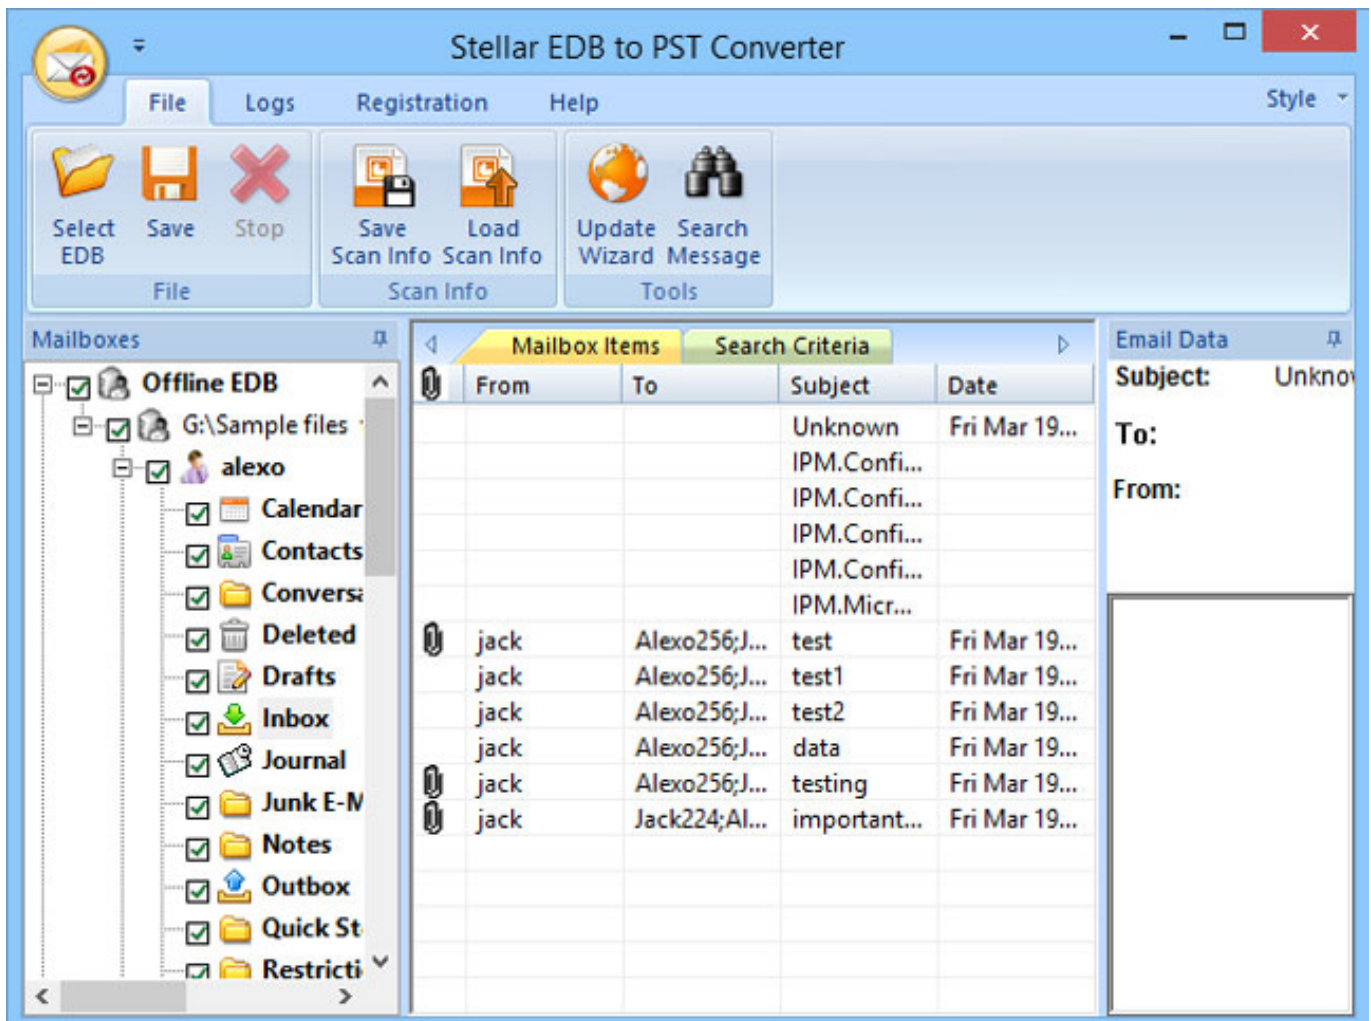 Stellar EDB to PST Converter
File Logs Registration Help Style
Select EDB
Save
Stop
Save Scan Info
Load Scan Info
Update Wizard
Search Message
File
Scan Info
Tools
Mailboxes
Offline EDB
G:\Sample files
alexo
Calendar
Contacts
Conversa
Deleted
Drafts
Inbox
Journal
Junk E-M
Notes
Outbox
Quick St
Restricti
Mailbox Items Search Criteria
From To Subject Date
Unknown Fri Mar 19...
IPM.Confi...
IPM.Confi...
IPM.Confi...
IPM.Confi...
IPM.Micr...
jack Alexo256;J... test Fri Mar 19...
jack Alexo256;J... test1 Fri Mar 19...
jack Alexo256;J... test2 Fri Mar 19...
jack Alexo256;J... data Fri Mar 19...
jack Alexo256;J... testing Fri Mar 19...
jack Jack224;Al... important... Fri Mar 19...
Email Data
Subject: Unknov
To:
From: